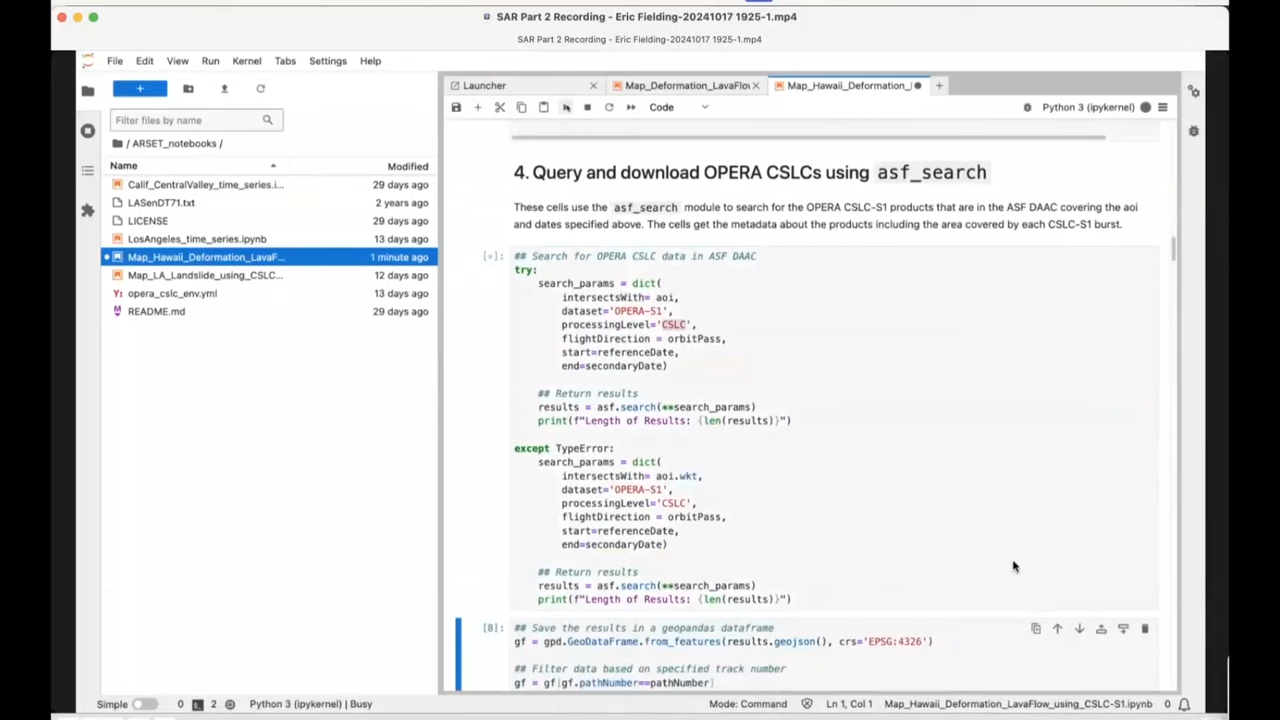 SAR Part 2 Recording - Eric Fielding-20241017 1925-1.mp4
SAR Part 2 Recording - Eric Fielding-20241017 1925-1.mp4
File Edit View Run Kernel Tabs Settings Help
Filter files by name
/ ARSET_notebooks /
Name Modified
Calif_CentralValley_time_series.i... 29 days ago
LASenDT71.txt 2 years ago
LICENSE 29 days ago
LosAngeles_time_series.ipynb 13 days ago
Map_Hawaii_Deformation_LavaF... 1 minute ago
Map_LA_Landslide_using_CSLC... 12 days ago
opera_cslc_env.yml 13 days ago
README.md 29 days ago
Launcher Map_Deformation_LavaFlo Map_Hawaii_Deformation_
Code Python 3 (ipykernel)
4. Query and download OPERA CSLCs using asf_search
These cells use the asf_search module to search for the OPERA CSLC-S1 products that are in the ASF DAAC covering the aoi
and dates specified above. The cells get the metadata about the products including the area covered by each CSLC-S1 burst.
[*]: ## Search for OPERA CSLC data in ASF DAAC
try:
search_params = dict(
intersectsWith= aoi,
dataset='OPERA-S1',
processingLevel='CSLC',
flightDirection = orbitPass,
start=referenceDate,
end=secondaryDate)
## Return results
results = asf.search(**search_params)
print(f"Length of Results: {len(results)}")
except TypeError:
search_params = dict(
intersectsWith= aoi.wkt,
dataset='OPERA-S1',
processingLevel='CSLC',
flightDirection = orbitPass,
start=referenceDate,
end=secondaryDate)
## Return results
results = asf.search(**search_params)
print(f"Length of Results: {len(results)}")
[8]: ## Save the results in a geopandas dataframe
gf = gpd.GeoDataFrame.from_features(results.geojson(), crs='EPSG:4326')
## Filter data based on specified track number
gf = gf[gf.pathNumber==pathNumber]
Simple 0 2 Python 3 (ipykernel) | Busy Mode: Command Ln 1, Col 1 Map_Hawaii_Deformation_LavaFlow_using_CSLC-S1.ipynb 0